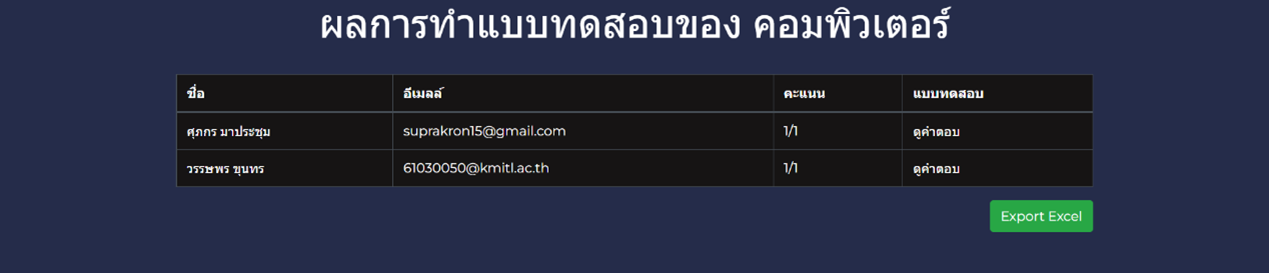 ผลการทำแบบทดสอบของ คอมพิวเตอร์
ชื่อ อีเมลล์ คะแนน แบบทดสอบ
ศุภกร มาประชุม suprakron15@gmail.com 1/1 ดูคำตอบ
วรรษพร ขุนทร 61030050@kmitl.ac.th 1/1 ดูคำตอบ
Export Excel